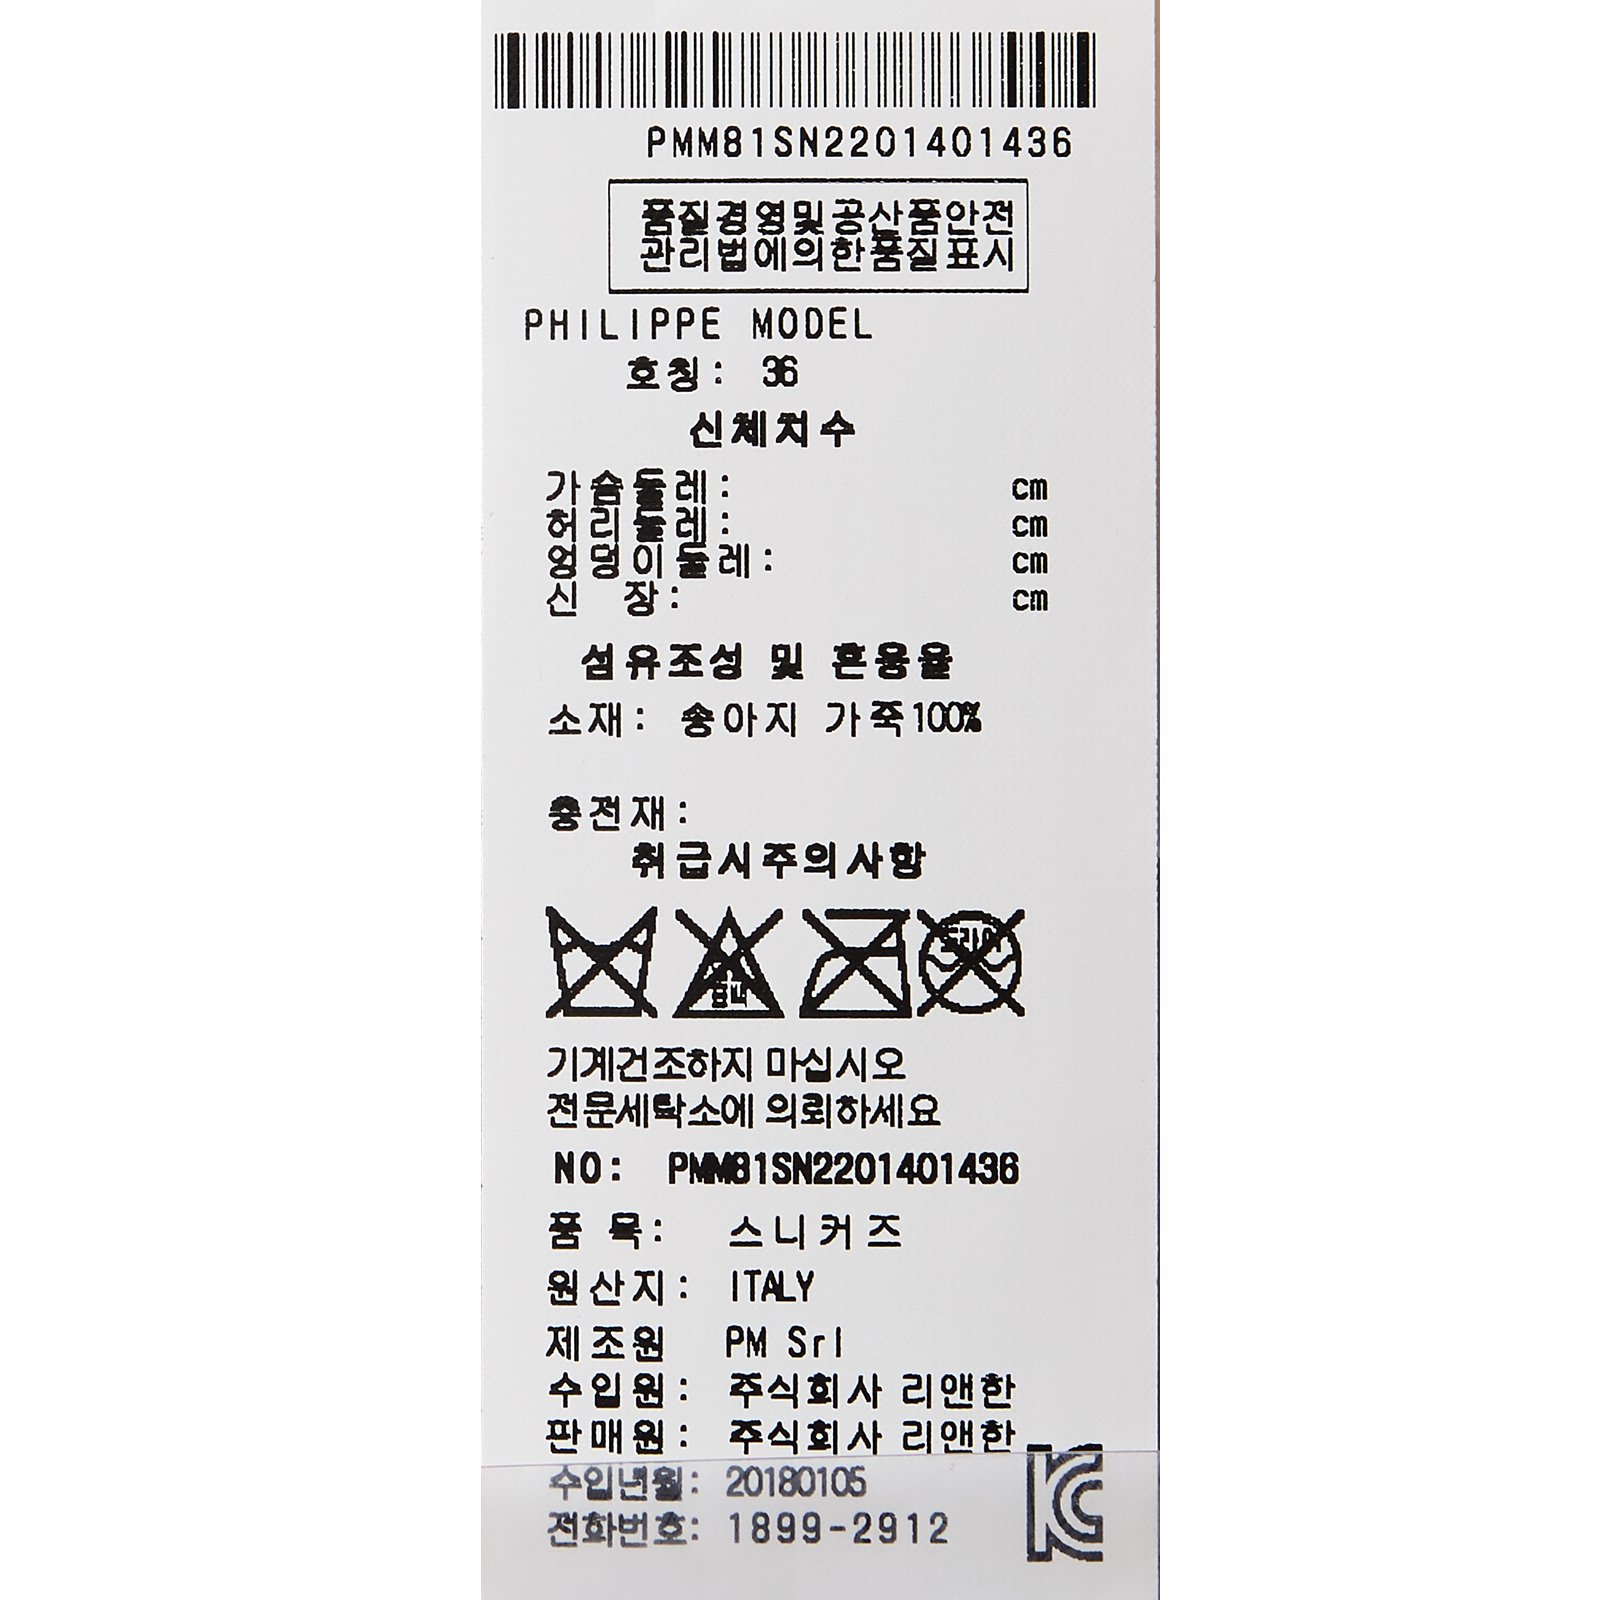 PMM81SN2201401436
품질경영및공산품안전
관리법에의한품질표시
PHILIPPE MODEL
호칭: 36
신체치수
가슴둘레: cm
허리둘레: cm
엉덩이둘레: cm
신 장: cm
섬유조성 및 혼용율
소재: 송아지 가죽100%
충전재:
취급시주의사항
드라이
기계건조하지 마십시오
전문세탁소에 의뢰하세요
NO: PMM81SN2201401436
품 목: 스니커즈
원산지: ITALY
제조원 PM Srl
수입원: 주식회사 리앤한
판매원: 주식회사 리앤한
수입년월: 20180105
전화번호: 1899-2912
KC